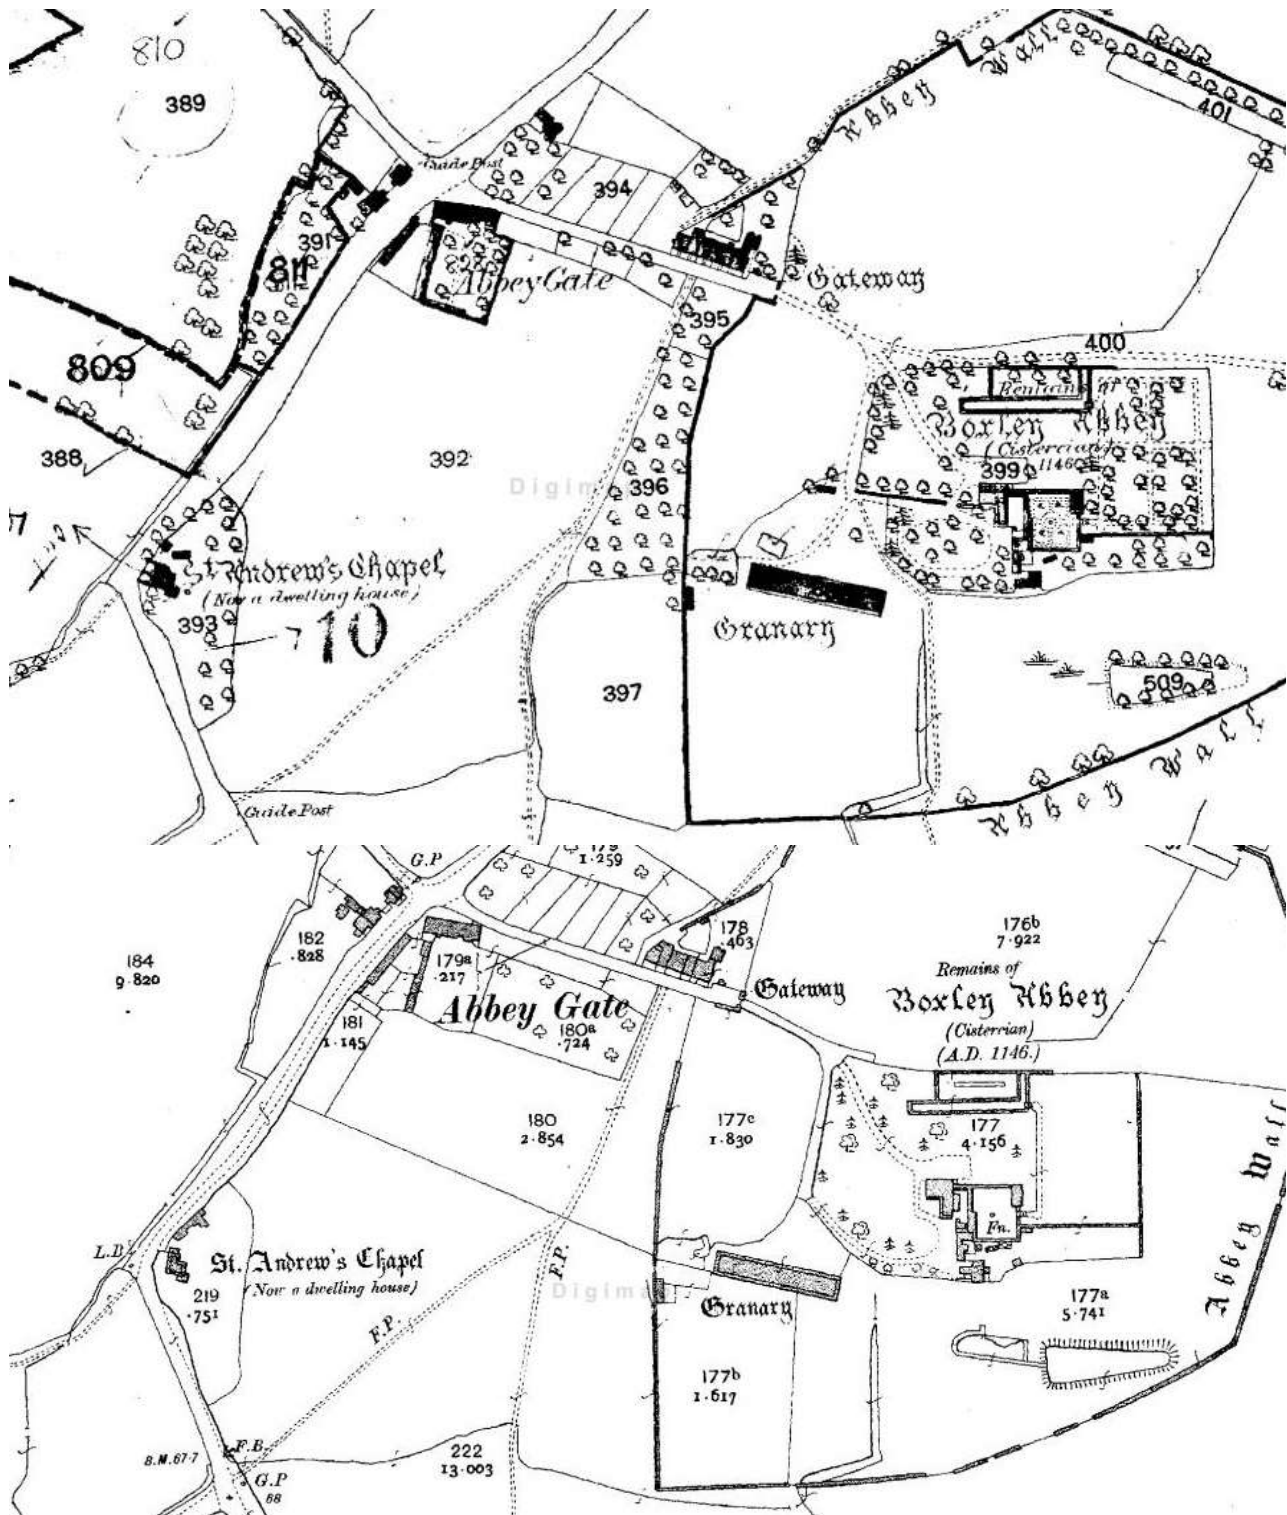 810
389
Abbey Wall
401
Guide Post
394
391
811
Abbey Gate
Gateway
395
400
809
Remains of
Boxley Abbey
(Cistercian)
1146
399
388
392
Digimap
396
St. Andrew's Chapel
(Now a dwelling house)
393
7 10
Granary
397
509
Abbey Wall
Guide Post
179
1.259
G.P
182
.828
184
9.820
179a
.217
178
.463
176b
7.922
Remains of
Boxley Abbey
(Cistercian)
(A.D. 1146.)
Gateway
Abbey Gate
181
1.145
180a
.724
180
2.854
177c
1.830
177
4.156
Fn.
Abbey Wall
L.B
St. Andrew's Chapel
(Now a dwelling house)
219
.751
F.P.
F.P.
Digimap
Granary
177a
5.741
177b
1.617
B.M.67.7
F.B.
G.P
68
222
13.003